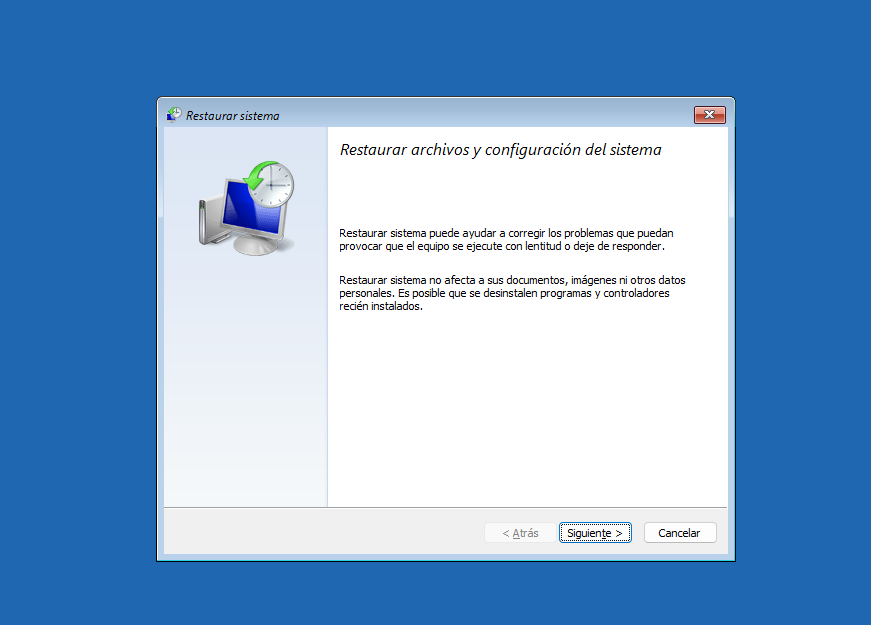 Restaurar sistema
Restaurar archivos y configuración del sistema
Restaurar sistema puede ayudar a corregir los problemas que puedan
provocar que el equipo se ejecute con lentitud o deje de responder.
Restaurar sistema no afecta a sus documentos, imágenes ni otros datos
personales. Es posible que se desinstalen programas y controladores
recién instalados.
< Atrás
Siguiente >
Cancelar